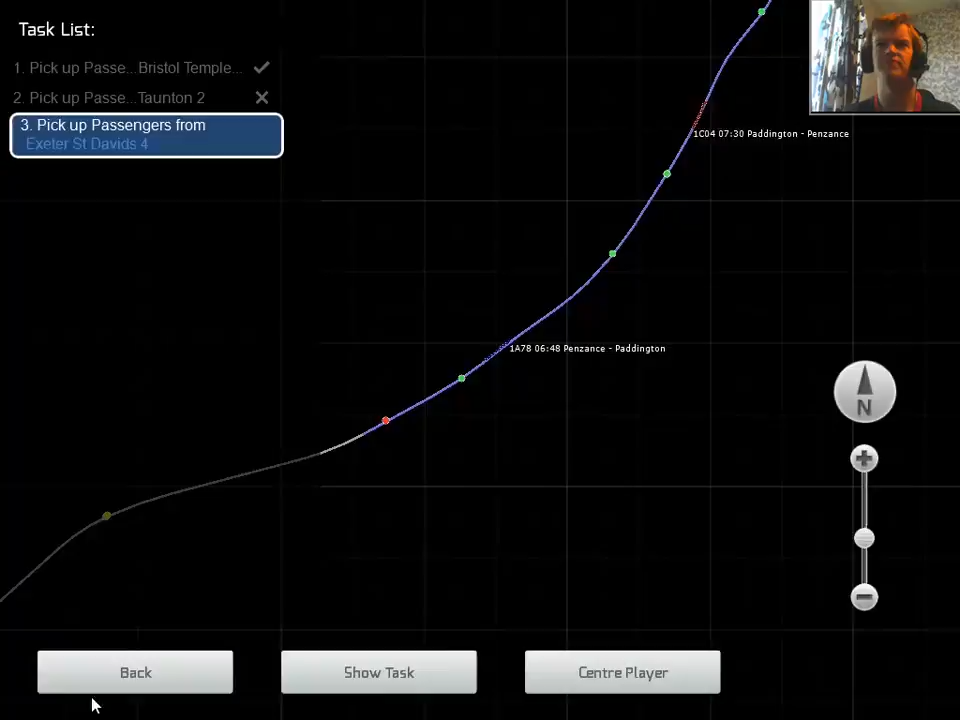 Task List:
1. Pick up Passe...Bristol Temple...
2. Pick up Passe...Taunton 2
3. Pick up Passengers from
Exeter St Davids 4
1C04 07:30 Paddington - Penzance
1A78 06:48 Penzance - Paddington
N
Back
Show Task
Centre Player